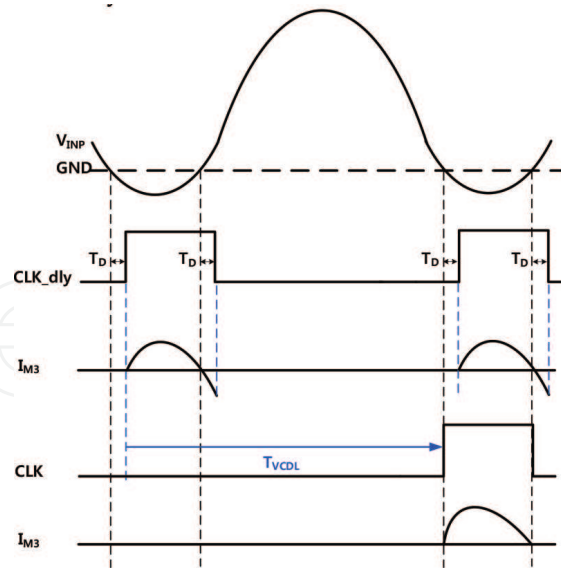 V_INP
GND
T_D T_D T_D T_D
CLK_dly
I_M3
T_VCDL
CLK
I_M3